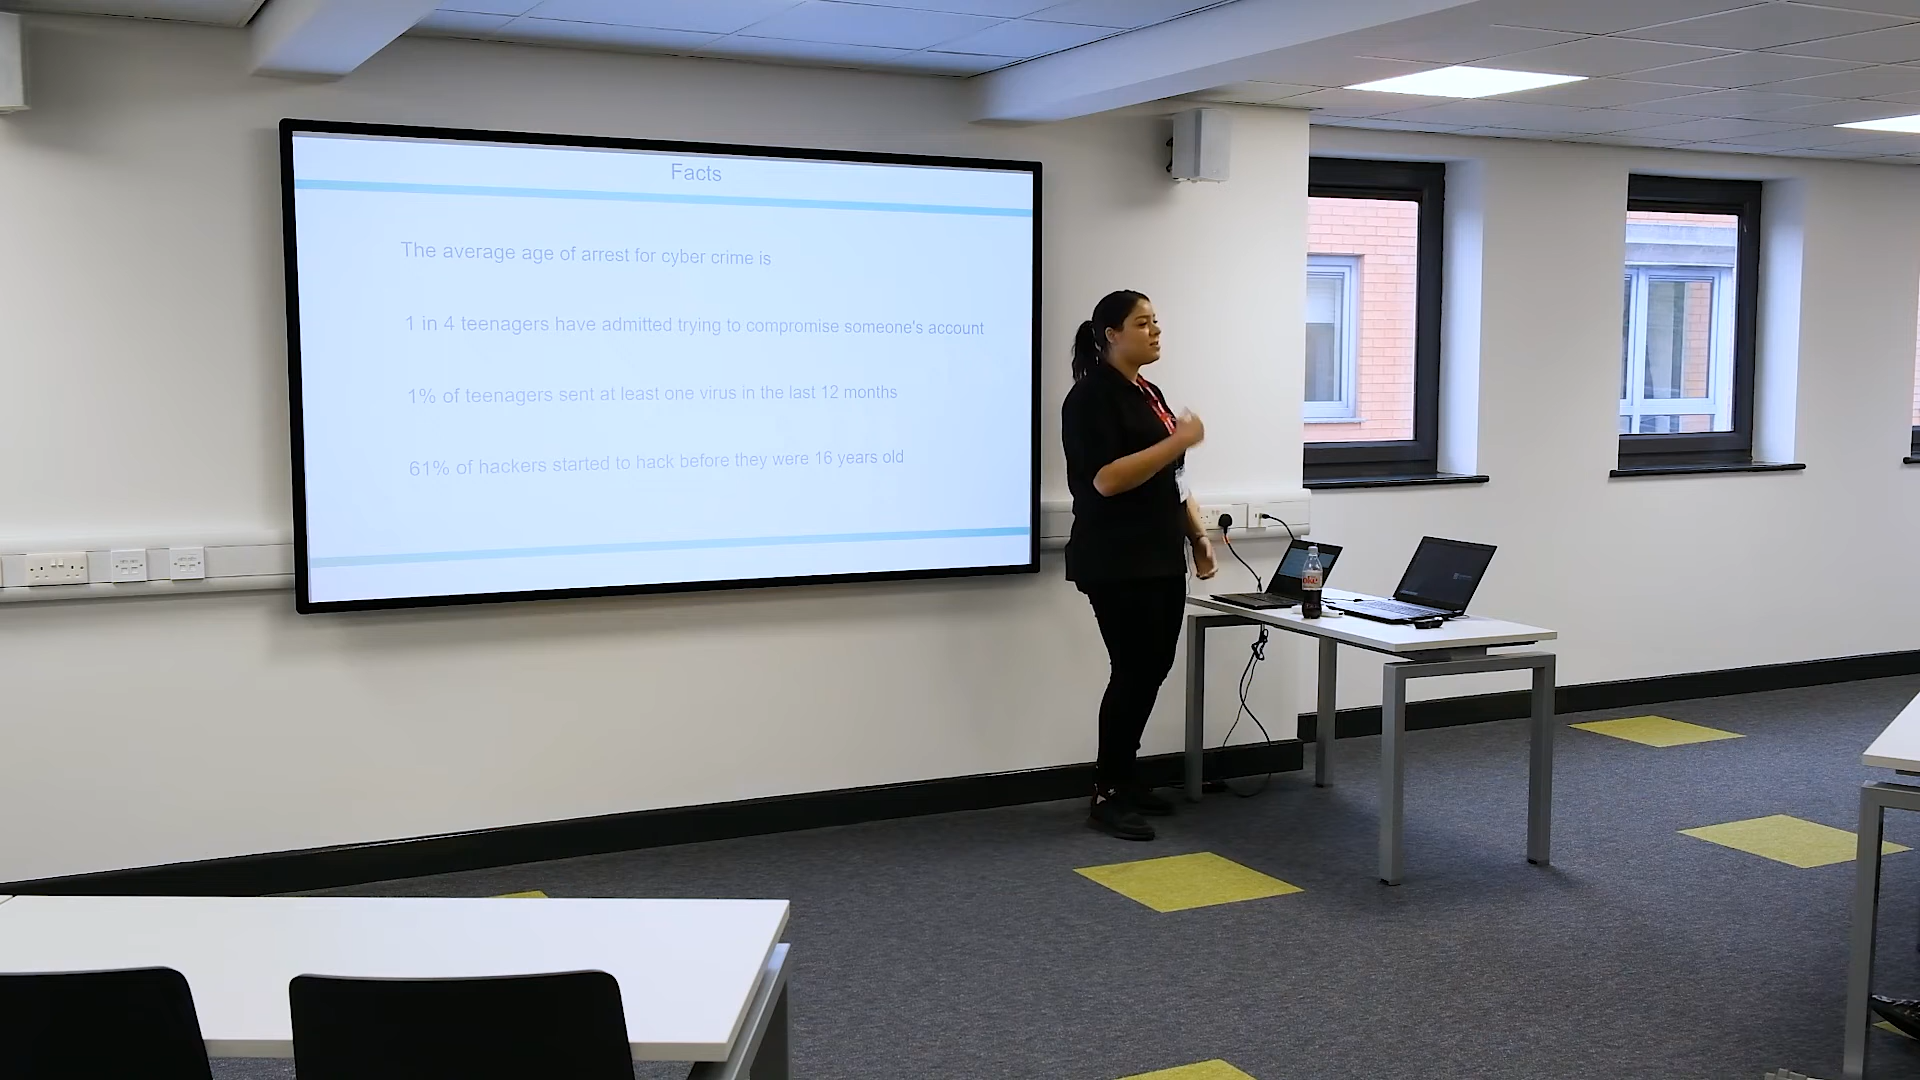 Facts
The average age of arrest for cyber crime is
1 in 4 teenagers have admitted trying to compromise someone's account
1% of teenagers sent at least one virus in the last 12 months
61% of hackers started to hack before they were 16 years old
oke